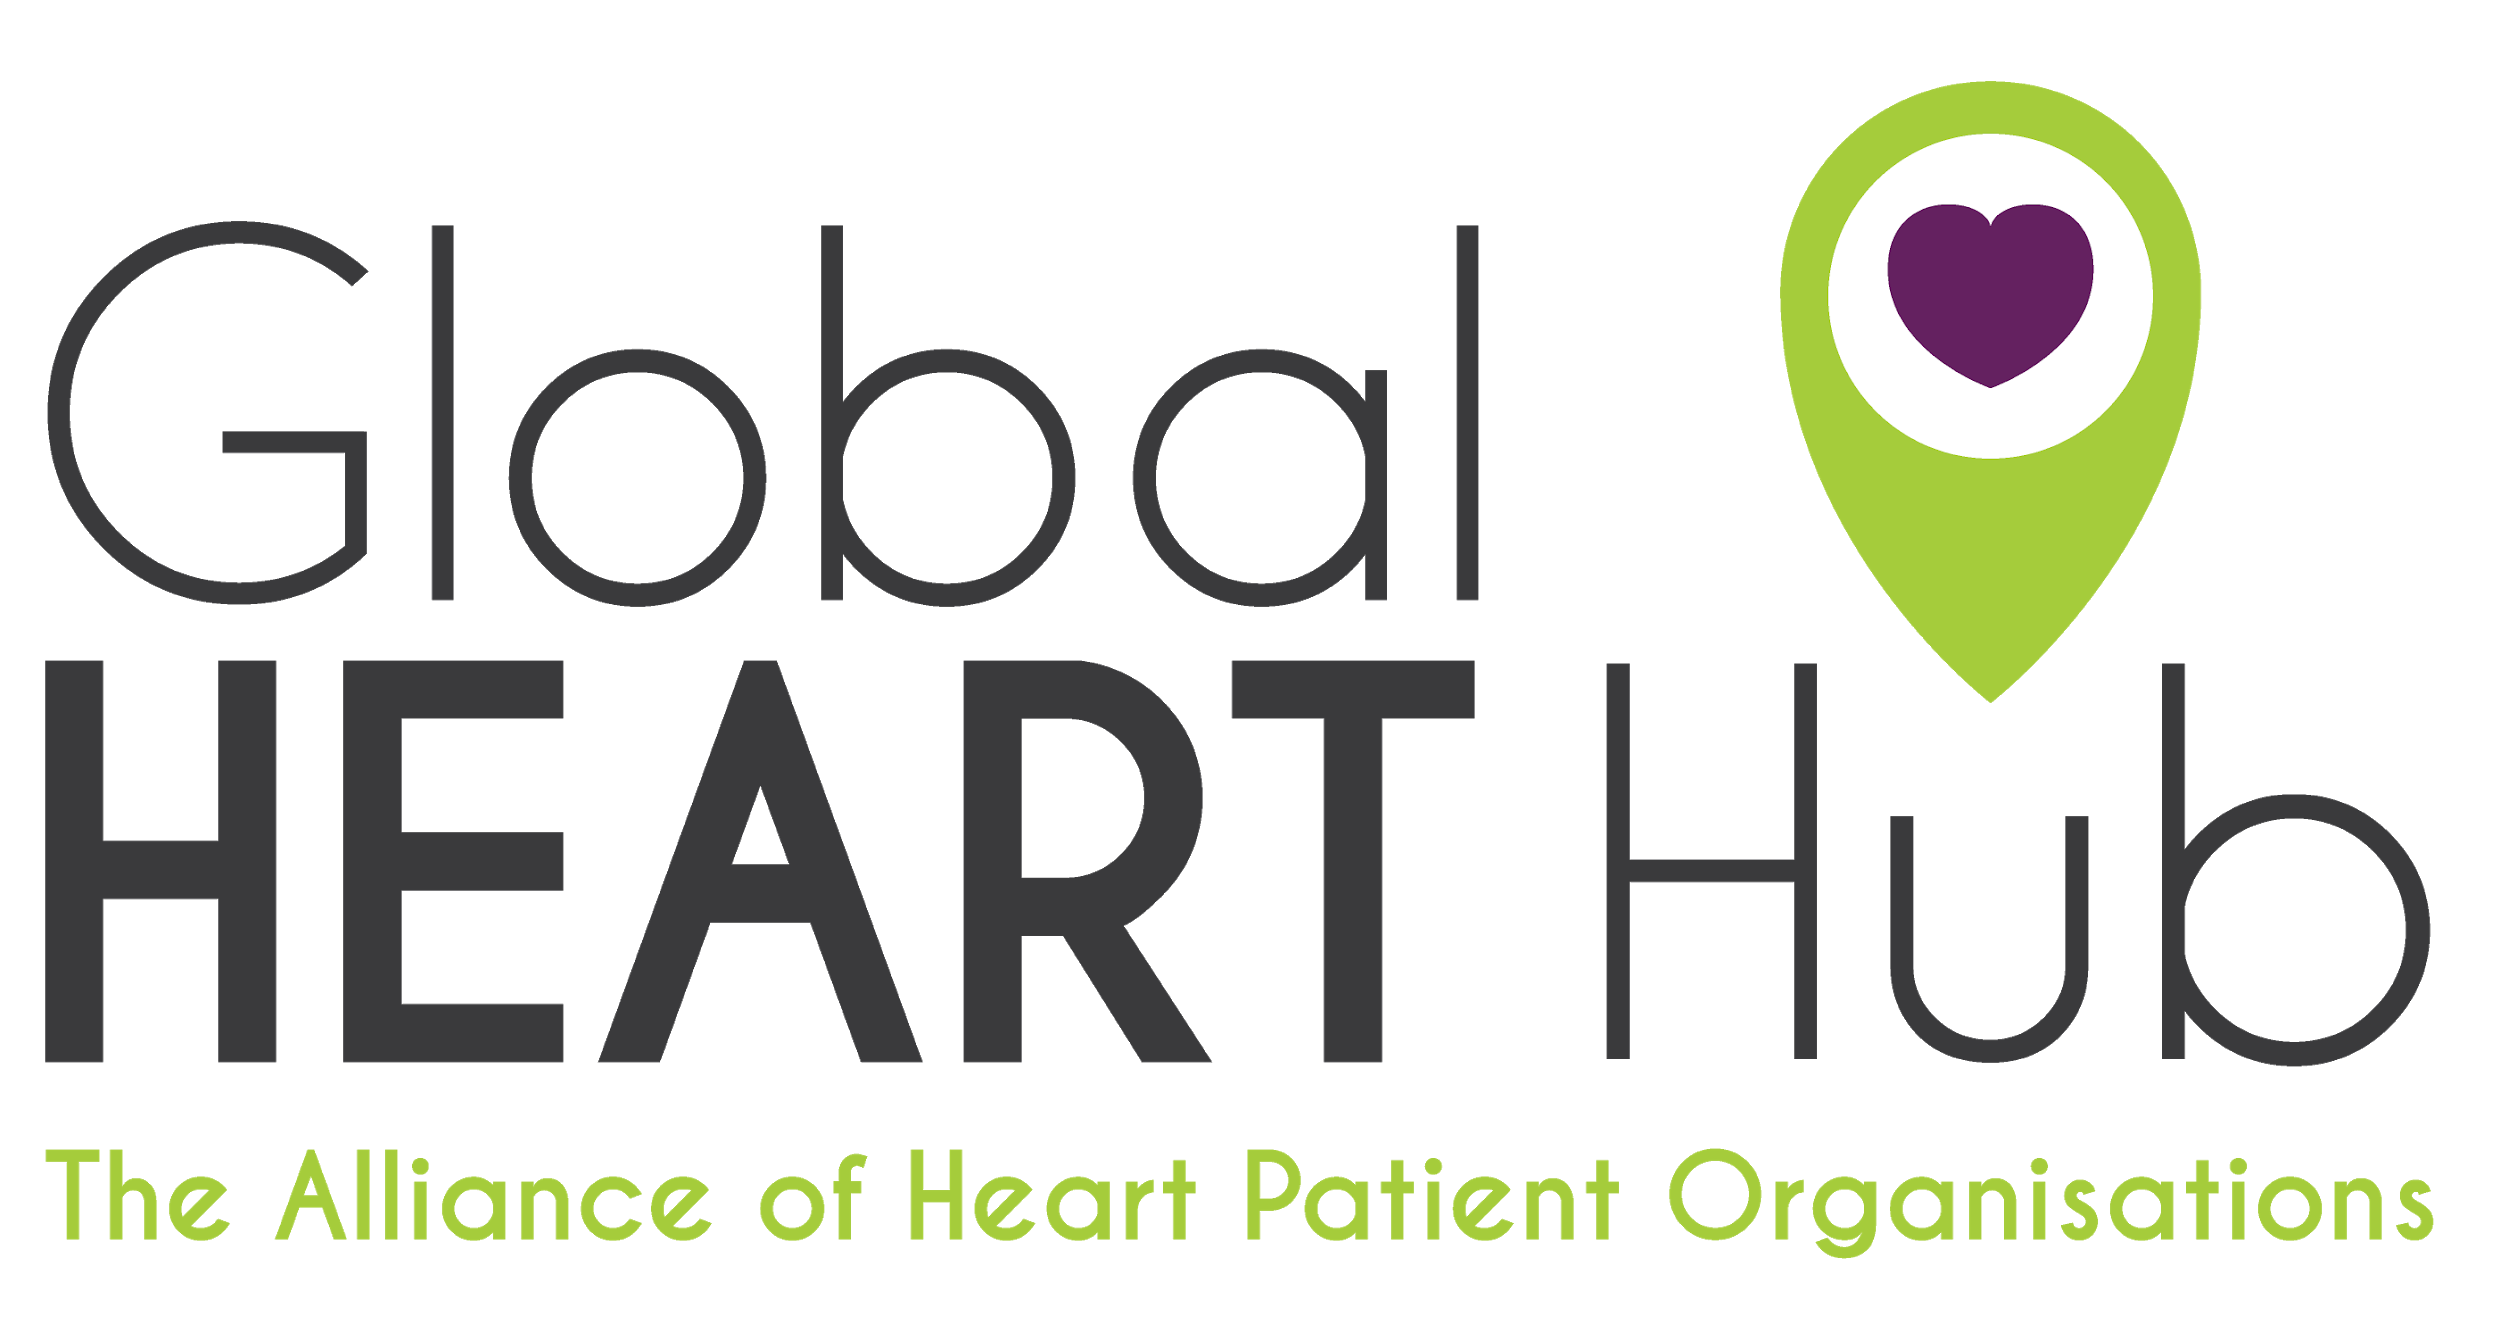 Global
HEART Hub
The Alliance of Heart Patient Organisations